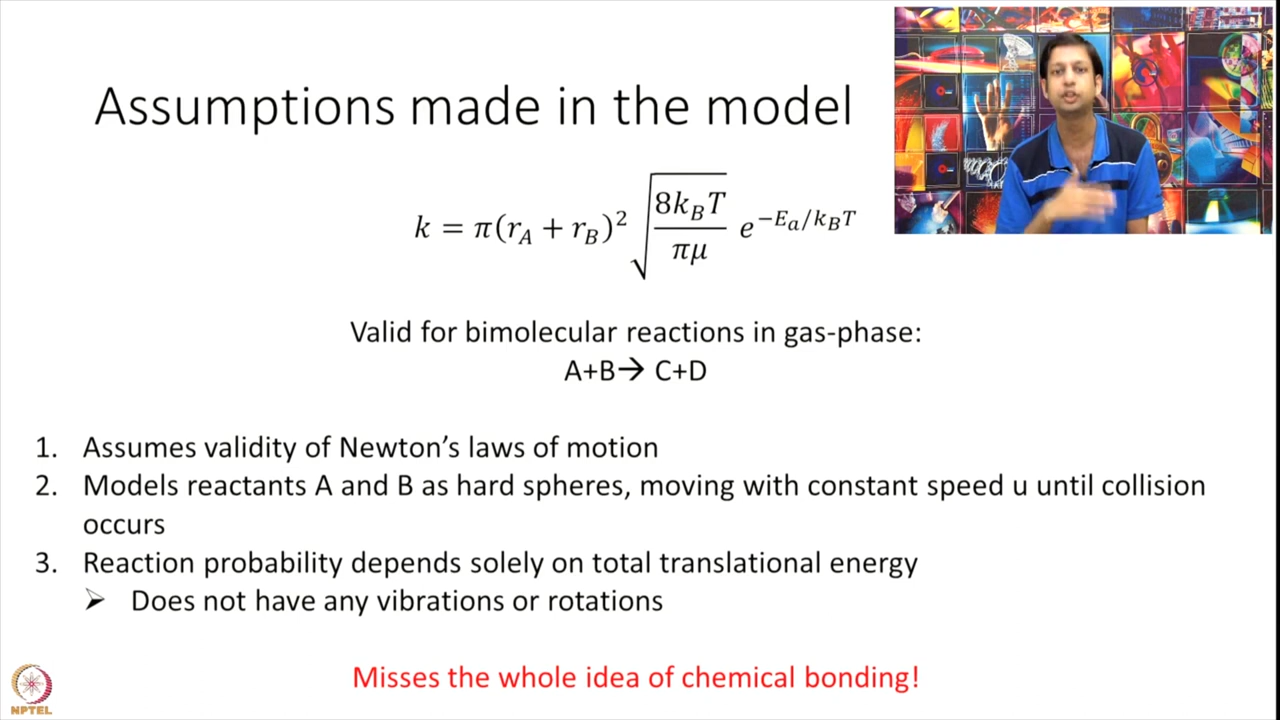 Assumptions made in the model
k = π(r_A + r_B)² √(8k_BT/πμ) e^(−E_a/k_BT)
Valid for bimolecular reactions in gas-phase:
A+B→ C+D
1. Assumes validity of Newton's laws of motion
2. Models reactants A and B as hard spheres, moving with constant speed u until collision
occurs
3. Reaction probability depends solely on total translational energy
➢ Does not have any vibrations or rotations
Misses the whole idea of chemical bonding!
NPTEL